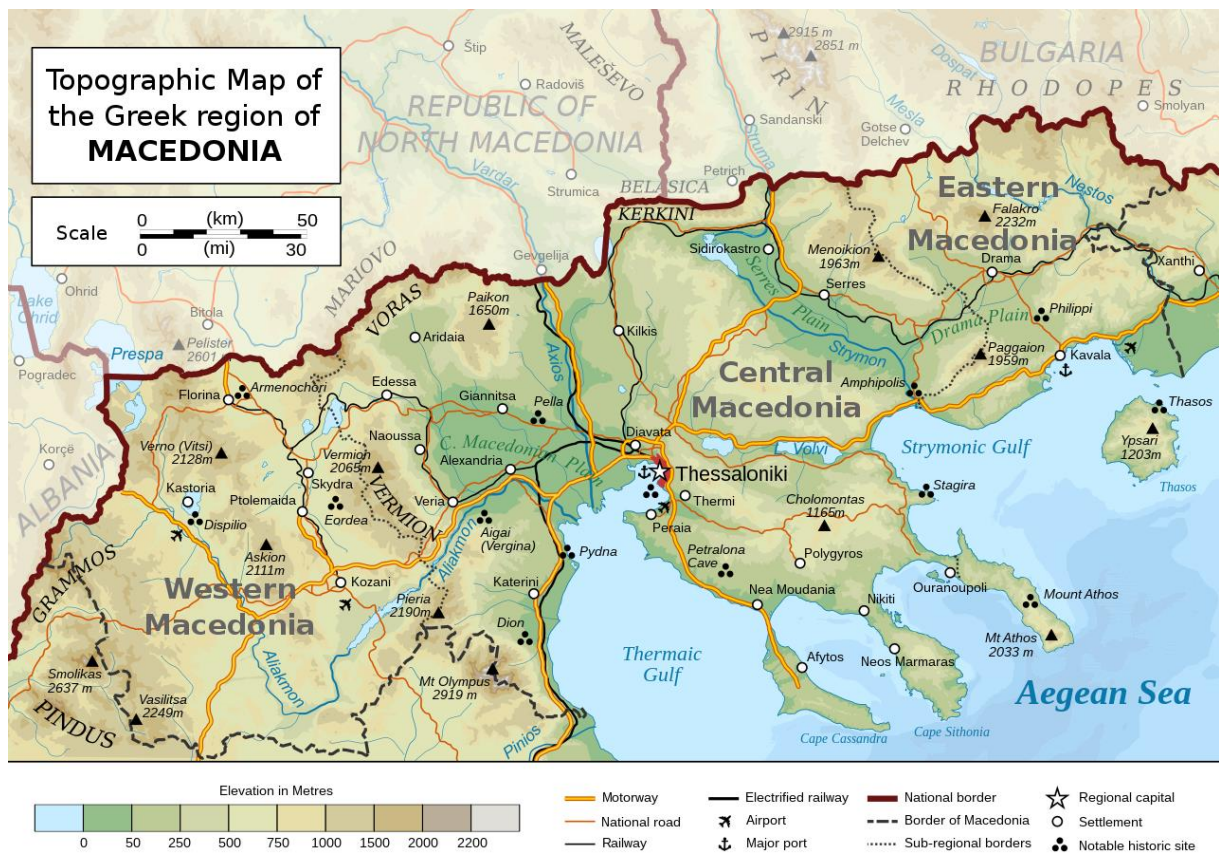 Topographic Map of
the Greek region of
MACEDONIA
Scale
0 (km) 50
0 (mi) 30
Štip
Radoviš
MALEŠEVO
REPUBLIC OF
NORTH MACEDONIA
Vardar
Strumica
BELASICA
PIRIN
2915 m
2851 m
Sandanski
Struma
Petrich
Dospat
BULGARIA
RHODOPES
Smolyan
Mesla
Gotse
Delchev
Lake
Ohrid
Ohrid
MARIOVO
Bitola
Pelister
2601 m
Pogradec
Prespa
Korçë
ALBANIA
Gevgelija
KERKINI
VORAS
Paikon
1650m
Aridaia
Axios
Kilkis
Sidirokastro
Serres
Plain
Serres
Strymon
Menoikion
1963m
Eastern
Macedonia
Falakro
2232m
Nestos
Drama
Xanthi
Drama Plain
Philippi
Paggaion
1959m
Kavala
Amphipolis
Central
Macedonia
Florina
Armenochori
Edessa
Giannitsa
Pella
Naoussa
C. Macedonian Plain
Alexandria
Diavata
L. Volvi
Strymonic Gulf
Thasos
Ypsari
1203m
Thasos
Verno (Vitsi)
2128m
Vermion
2065m
VERMION
Skydra
Ptolemaida
Kastoria
Dispilio
Eordea
Veria
Askion
2111m
Aigai
(Vergina)
Pydna
Aliakmon
Kozani
Katerini
Pieria
2190m
Dion
Western
Macedonia
GRAMMOS
Aliakmon
Smolikas
2637 m
Vasilitsa
2249m
PINDUS
Mt Olympus
2919 m
Pinios
Thessaloniki
Thermi
Peraia
Cholomontas
1165m
Stagira
Petralona
Cave
Polygyros
Nea Moudania
Nikiti
Ouranoupoli
Mount Athos
Mt Athos
2033 m
Thermaic
Gulf
Afytos
Neos Marmaras
Aegean Sea
Cape Cassandra
Cape Sithonia
Elevation in Metres
0 50 250 500 750 1000 1500 2000 2200
Motorway
National road
Railway
Electrified railway
Airport
Major port
National border
Border of Macedonia
Sub-regional borders
Regional capital
Settlement
Notable historic site